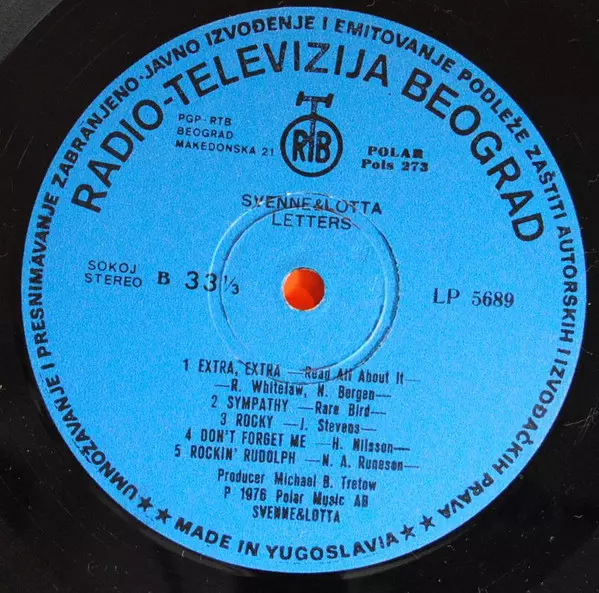 UMNOŽAVANJE I PRESNIMAVANJE ZABRANJENO-JAVNO IZVOĐENJE I EMITOVANJE PODLEŽE ZAŠTITI AUTORSKIH I IZVOĐAČKIH PRAVA
RADIO-TELEVIZIJA BEOGRAD
PGP-RTB
BEOGRAD
MAKEDONSKA 21
RTB
POLAR
Pols 273
SVENNE&LOTTA
LETTERS
SOKOJ
STEREO B 33 1/3
LP 5689
1 EXTRA, EXTRA —Read All About It—
—R. Whitelaw, N. Bergen—
2 SYMPATHY —Rare Bird—
3 ROCKY — J. Stevens—
4 DON'T FORGET ME — H. Nilsson—
5 ROCKIN' RUDOLPH —N. A. Runeson—
Producer Michael B. Tretow
P 1976 Polar Music AB
SVENNE&LOTTA
★★ MADE IN YUGOSLAVIA ★★